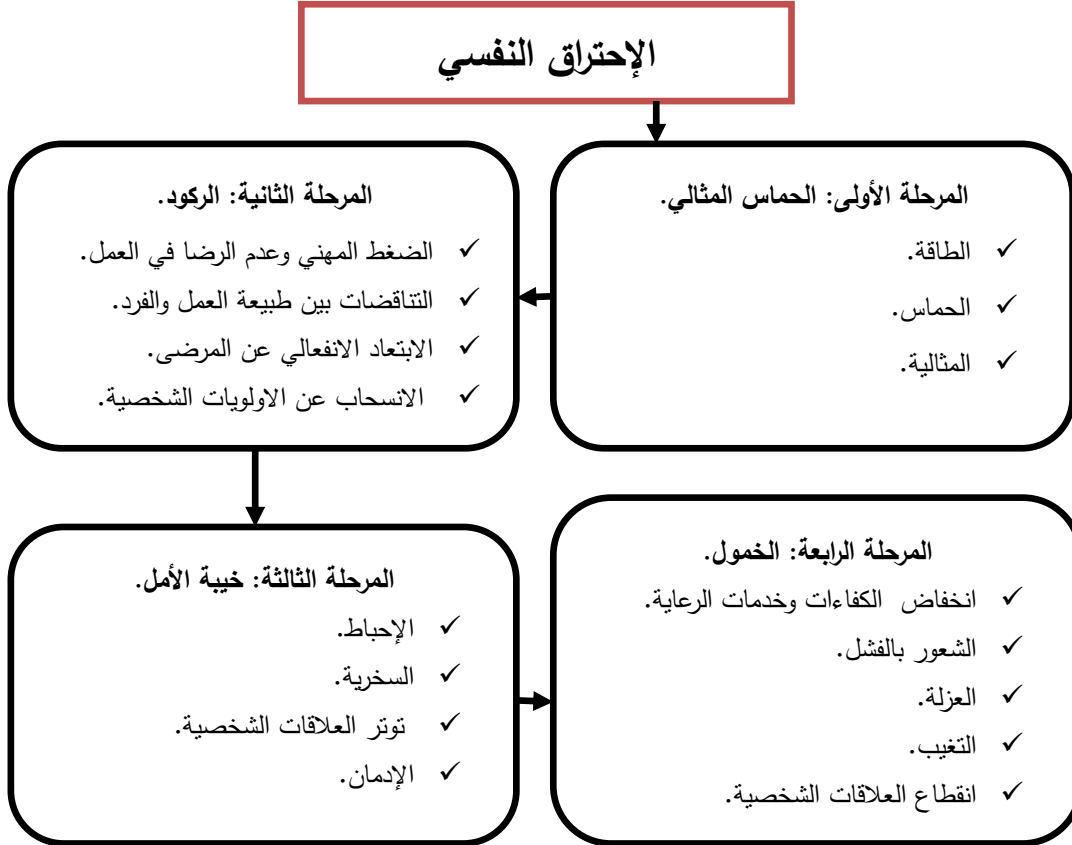 الإحتراق النفسي
المرحلة الأولى: الحماس المثالي.
✓ الطاقة.
✓ الحماس.
✓ المثالية.
المرحلة الثانية: الركود.
✓ الضغط المهني وعدم الرضا في العمل.
✓ التناقضات بين طبيعة العمل والفرد.
✓ الابتعاد الانفعالي عن المرضى.
✓ الانسحاب عن الاولويات الشخصية.
المرحلة الثالثة: خيبة الأمل.
✓ الإحباط.
✓ السخرية.
✓ توتر العلاقات الشخصية.
✓ الإدمان.
المرحلة الرابعة: الخمول.
✓ انخفاض الكفاءات وخدمات الرعاية.
✓ الشعور بالفشل.
✓ العزلة.
✓ التغيب.
✓ انقطاع العلاقات الشخصية.